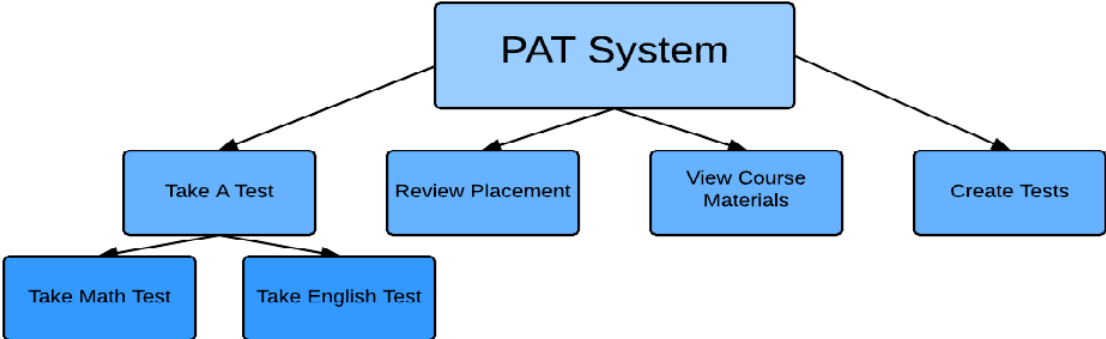 PAT System
Take A Test
Review Placement
View Course
Materials
Create Tests
Take Math Test
Take English Test